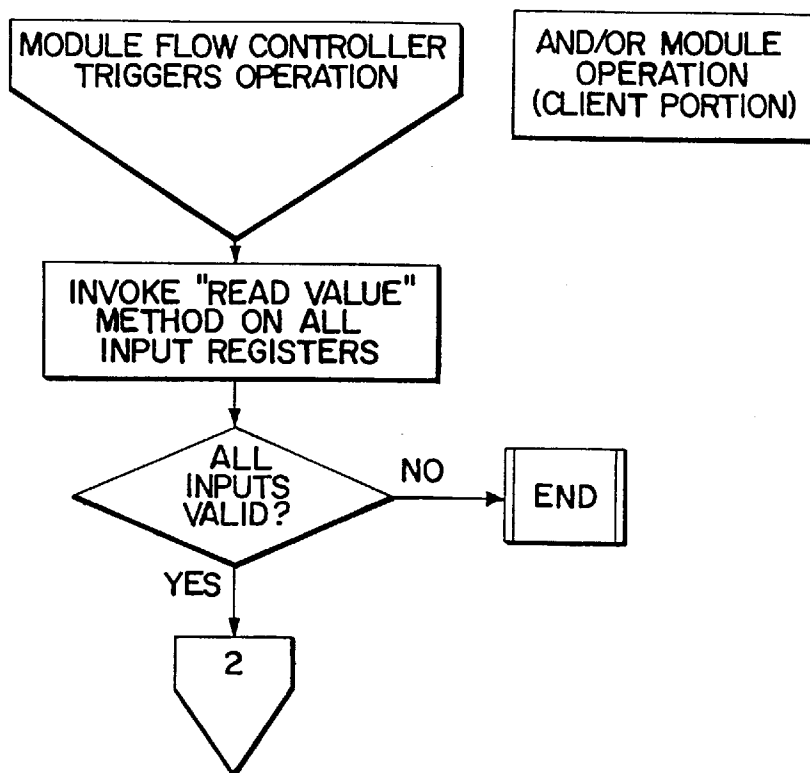 MODULE FLOW CONTROLLER
TRIGGERS OPERATION
AND/OR MODULE
OPERATION
(CLIENT PORTION)
INVOKE "READ VALUE"
METHOD ON ALL
INPUT REGISTERS
ALL
INPUTS
VALID?
NO
END
YES
2